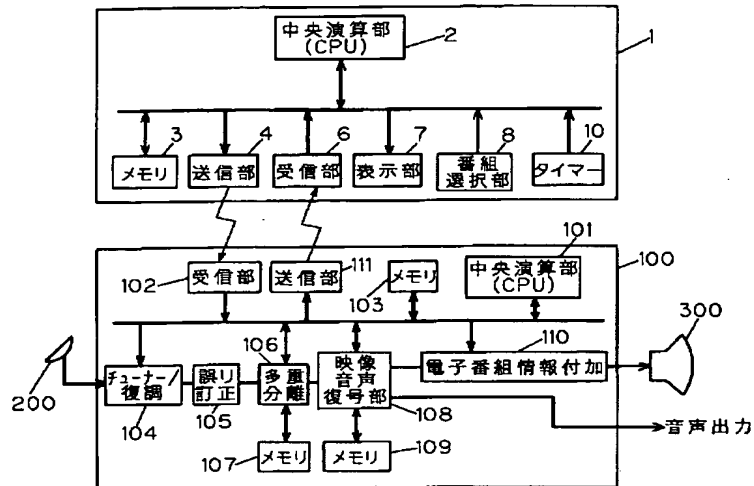 中央演算部
(CPU)
2
1
3
4
6
7
8
10
メモリ
送信部
受信部
表示部
番組
選択部
タイマー
102
受信部
送信部
111
103
メモリ
101
中央演算部
(CPU)
100
300
106
110
200
チューナー/
復調
104
誤り
訂正
105
多重
分離
映像
音声
復号部
108
電子番組情報付加
107
メモリ
メモリ
109
音声出力